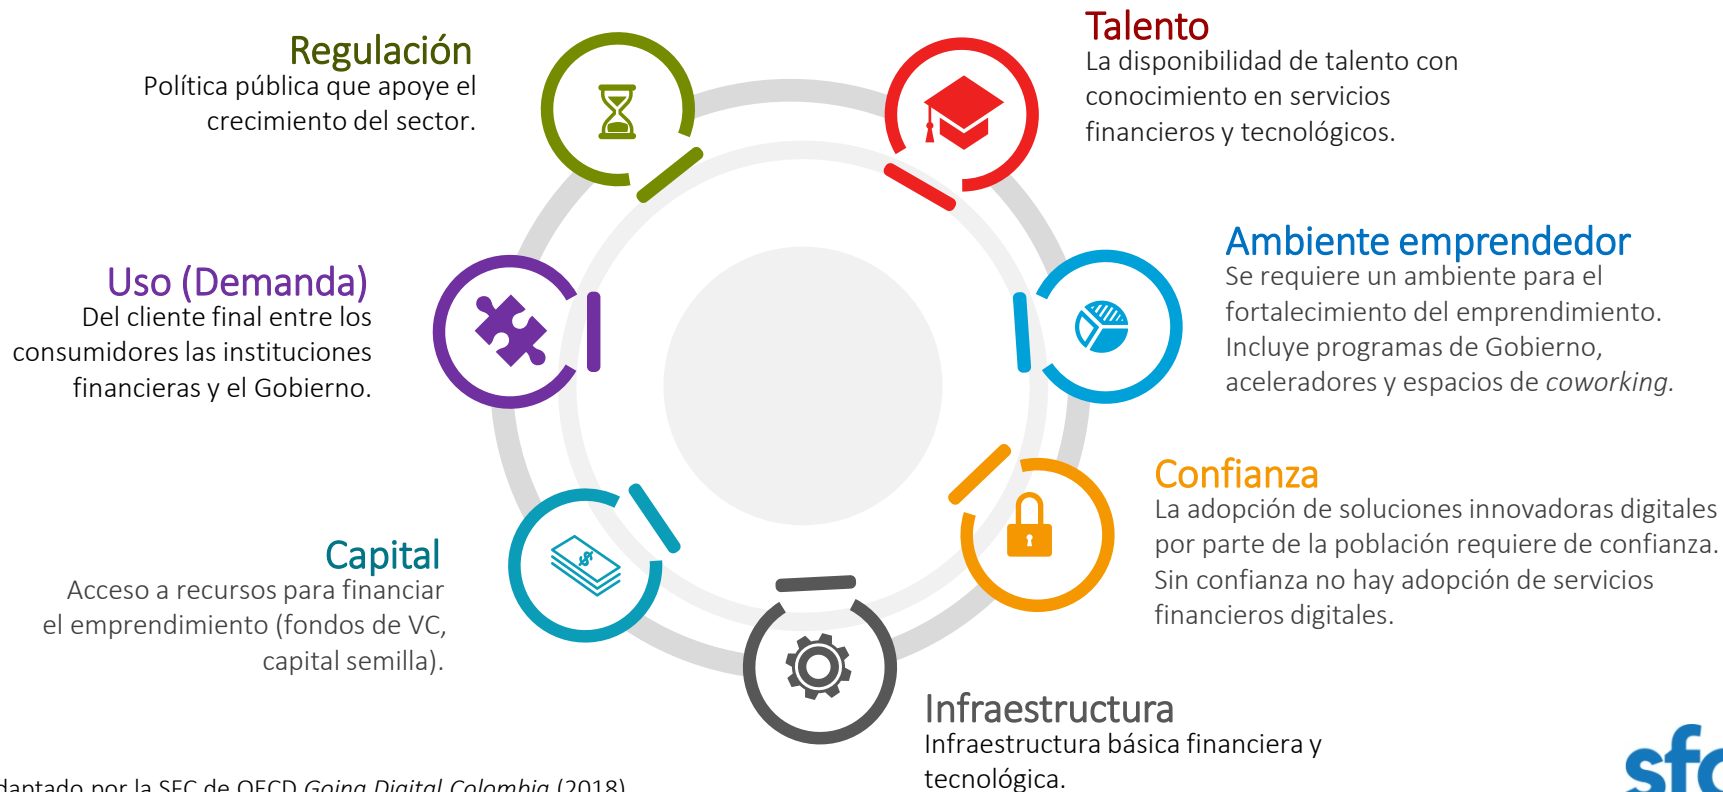 Regulación
Política pública que apoye el
crecimiento del sector.
Talento
La disponibilidad de talento con
conocimiento en servicios
financieros y tecnológicos.
Uso (Demanda)
Del cliente final entre los
consumidores las instituciones
financieras y el Gobierno.
Ambiente emprendedor
Se requiere un ambiente para el
fortalecimiento del emprendimiento.
Incluye programas de Gobierno,
aceleradores y espacios de coworking.
Capital
Acceso a recursos para financiar
el emprendimiento (fondos de VC,
capital semilla).
$
Confianza
La adopción de soluciones innovadoras digitales
por parte de la población requiere de confianza.
Sin confianza no hay adopción de servicios
financieros digitales.
Infraestructura
Infraestructura básica financiera y
tecnológica.
daptado por la SFC de OECD Going Digital Colombia (2018)
sfc